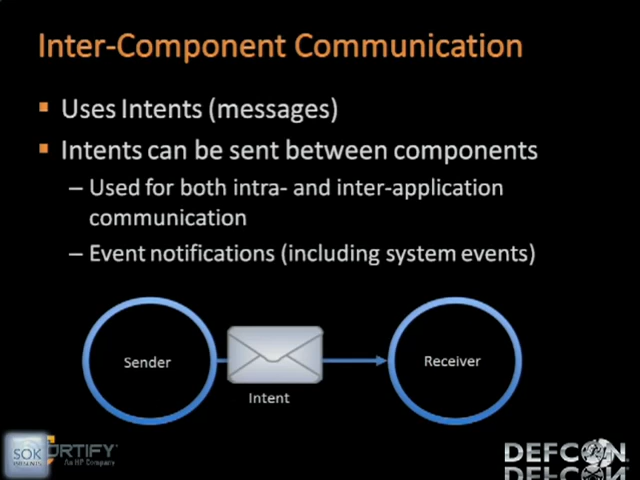 Inter-Component Communication
Uses Intents (messages)
Intents can be sent between components
– Used for both intra- and inter-application
communication
– Event notifications (including system events)
Sender
Intent
Receiver
SOK
ORTIFY
An HP Company
DEFCON